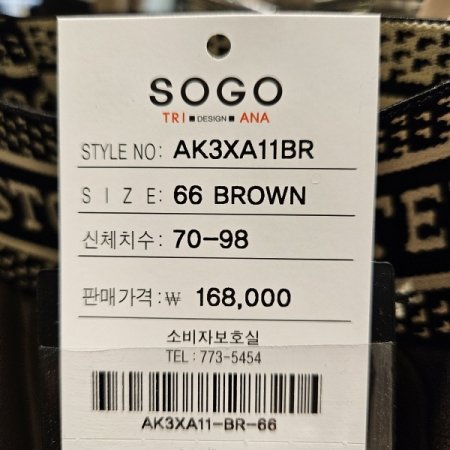 SOGO
TRI■DESIGN■ANA
STYLE NO: AK3XA11BR
SIZE: 66 BROWN
신체치수: 70-98
판매가격:₩ 168,000
소비자보호실
TEL: 773-5454
AK3XA11-BR-66